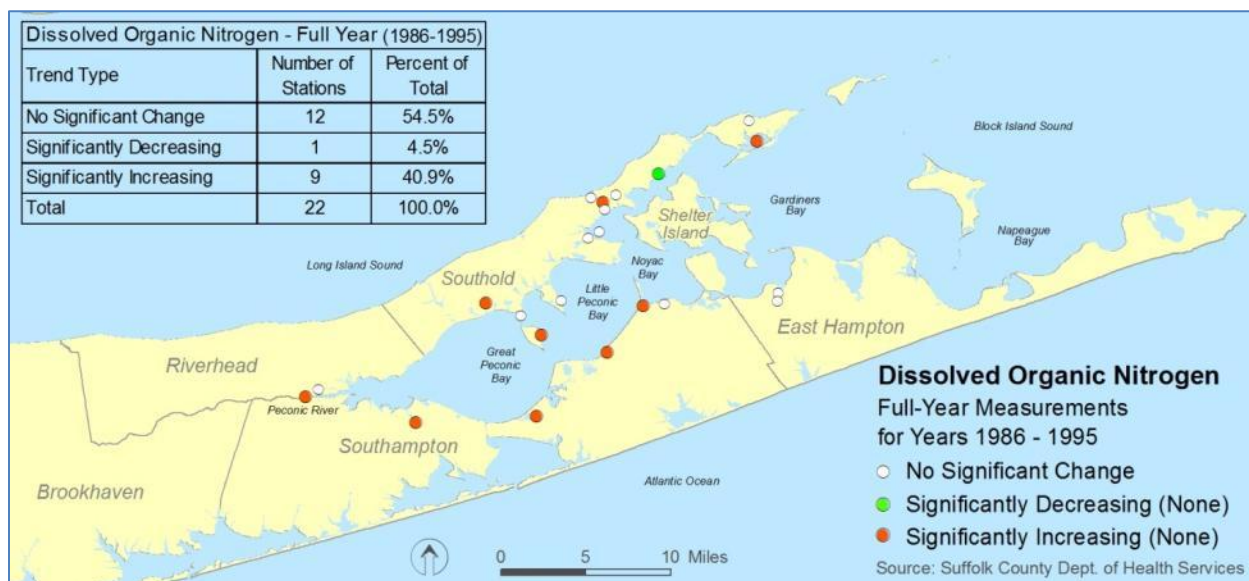 Dissolved Organic Nitrogen - Full Year (1986-1995)
Trend Type Number of Stations Percent of Total
No Significant Change 12 54.5%
Significantly Decreasing 1 4.5%
Significantly Increasing 9 40.9%
Total 22 100.0%
Block Island Sound
Gardiners
Bay
Shelter
Island
Napeague
Bay
Long Island Sound
Noyac
Bay
Southold
Little
Peconic
Bay
East Hampton
Great
Peconic
Bay
Riverhead
Peconic River
Southampton
Brookhaven
Atlantic Ocean
Dissolved Organic Nitrogen
Full-Year Measurements
for Years 1986 - 1995
No Significant Change
Significantly Decreasing (None)
Significantly Increasing (None)
0 5 10 Miles
Source: Suffolk County Dept. of Health Services